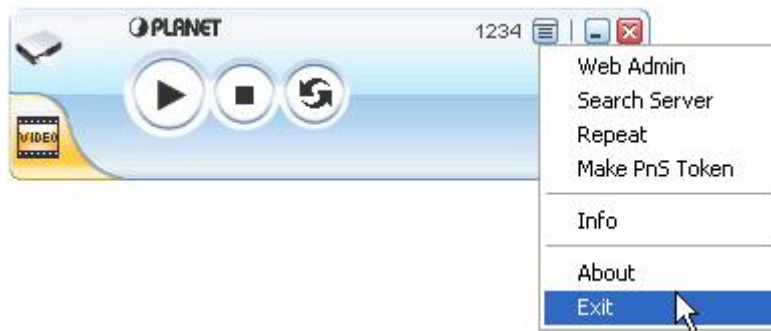 PLANET
1234
VIDEO
Web Admin
Search Server
Repeat
Make PnS Token
Info
About
Exit